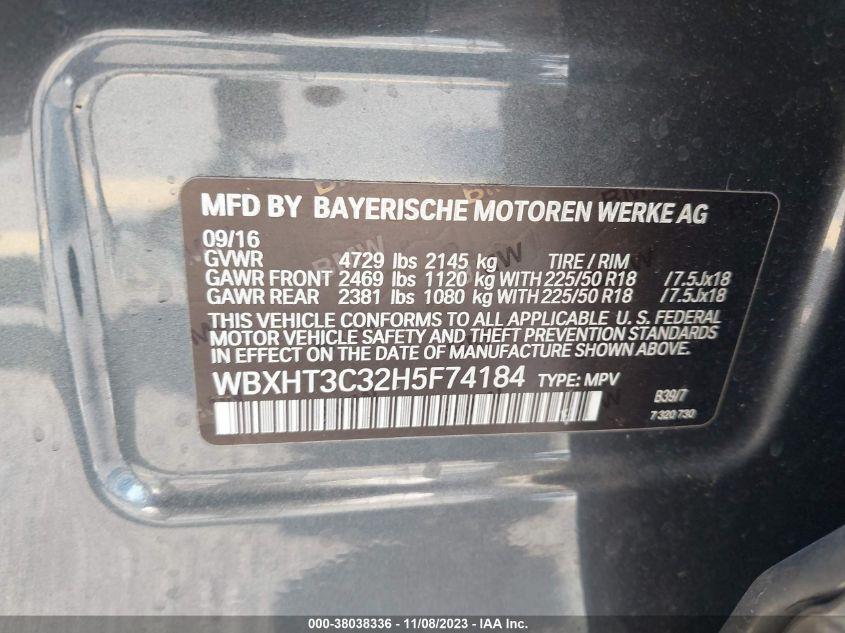 MFD BY BAYERISCHE MOTOREN WERKE AG
09/16
GVWR 4729 lbs 2145 kg TIRE / RIM
GAWR FRONT 2469 lbs 1120 kg WITH 225/50 R18 /7.5Jx18
GAWR REAR 2381 lbs 1080 kg WITH 225/50 R18 /7.5Jx18
THIS VEHICLE CONFORMS TO ALL APPLICABLE U. S. FEDERAL
MOTOR VEHICLE SAFETY AND THEFT PREVENTION STANDARDS
IN EFFECT ON THE DATE OF MANUFACTURE SHOWN ABOVE.
WBXHT3C32H5F74184 TYPE: MPV B39/7
7 320 730
000-38038336 - 11/08/2023 - IAA Inc.